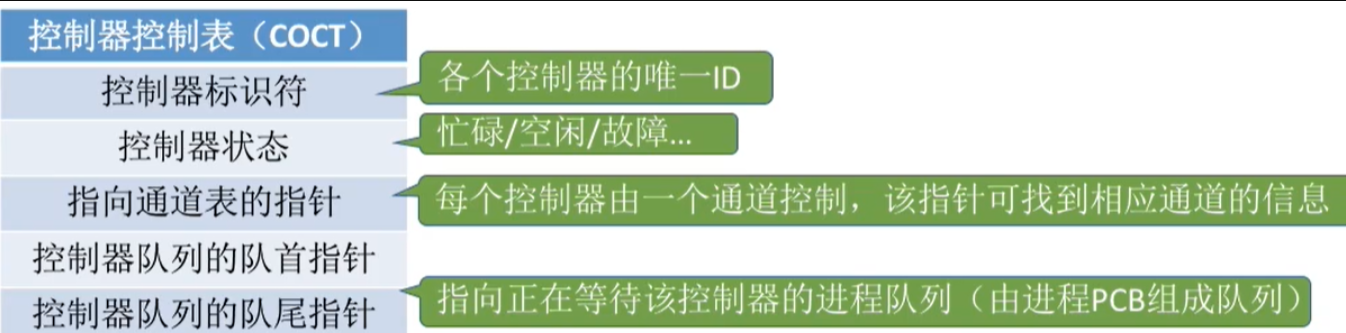 控制器控制表（COCT）
控制器标识符
各个控制器的唯一ID
控制器状态
忙碌/空闲/故障...
指向通道表的指针
每个控制器由一个通道控制，该指针可找到相应通道的信息
控制器队列的队首指针
控制器队列的队尾指针
指向正在等待该控制器的进程队列（由进程PCB组成队列）